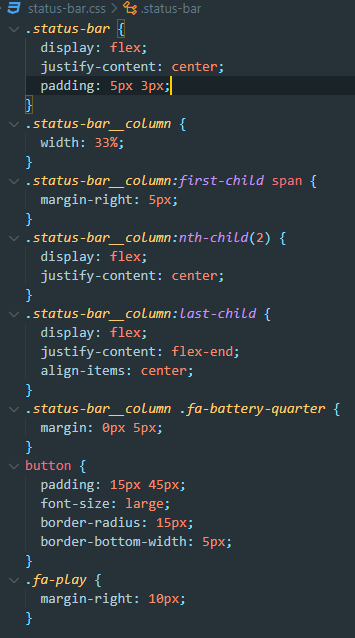 status-bar.css > .status-bar
.status-bar {
display: flex;
justify-content: center;
padding: 5px 3px;
}
.status-bar__column {
width: 33%;
}
.status-bar__column:first-child span {
margin-right: 5px;
}
.status-bar__column:nth-child(2) {
display: flex;
justify-content: center;
}
.status-bar__column:last-child {
display: flex;
justify-content: flex-end;
align-items: center;
}
.status-bar__column .fa-battery-quarter {
margin: 0px 5px;
}
button {
padding: 15px 45px;
font-size: large;
border-radius: 15px;
border-bottom-width: 5px;
}
.fa-play {
margin-right: 10px;
}